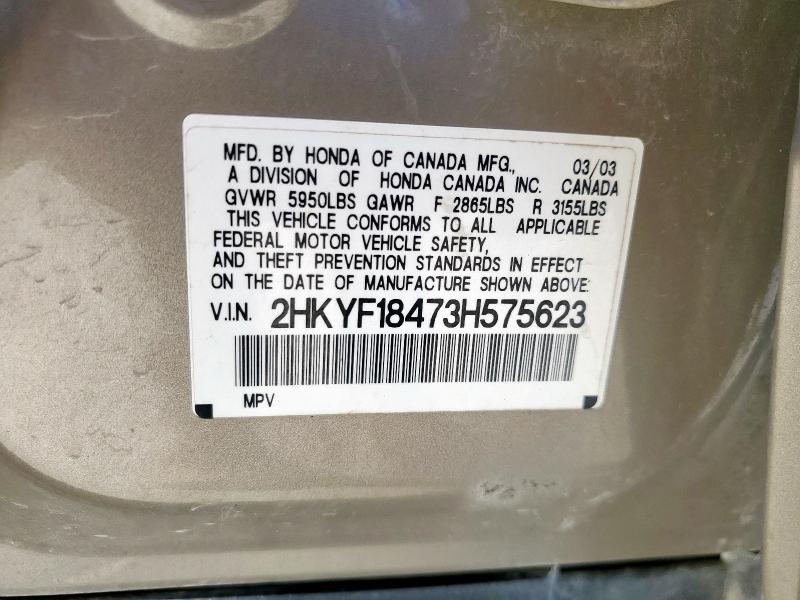 MFD. BY HONDA OF CANADA MFG., 03/03
A DIVISION OF HONDA CANADA INC. CANADA
GVWR 5950LBS GAWR F 2865LBS R 3155LBS
THIS VEHICLE CONFORMS TO ALL APPLICABLE
FEDERAL MOTOR VEHICLE SAFETY,
AND THEFT PREVENTION STANDARDS IN EFFECT
ON THE DATE OF MANUFACTURE SHOWN ABOVE:
V.I.N. 2HKYF18473H575623
MPV